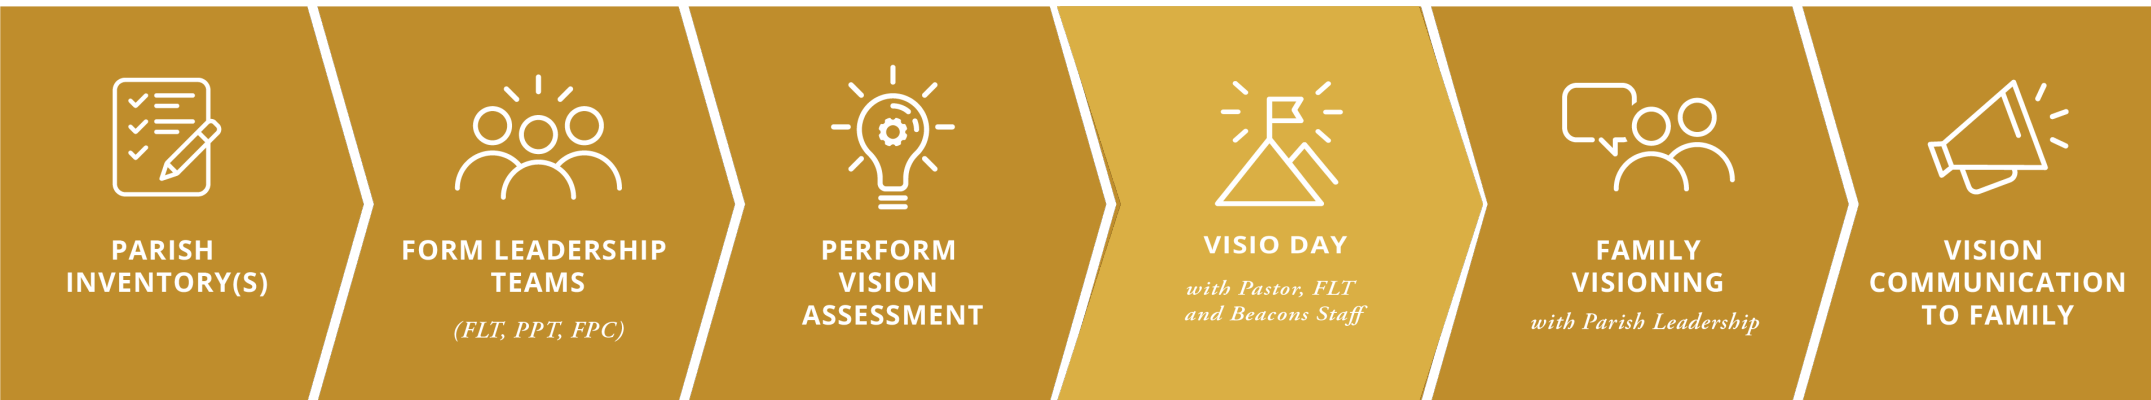 PARISH
INVENTORY(S)
FORM LEADERSHIP
TEAMS
(FLT, PPT, FPC)
PERFORM
VISION
ASSESSMENT
VISIO DAY
with Pastor, FLT
and Beacons Staff
FAMILY
VISIONING
with Parish Leadership
VISION
COMMUNICATION
TO FAMILY